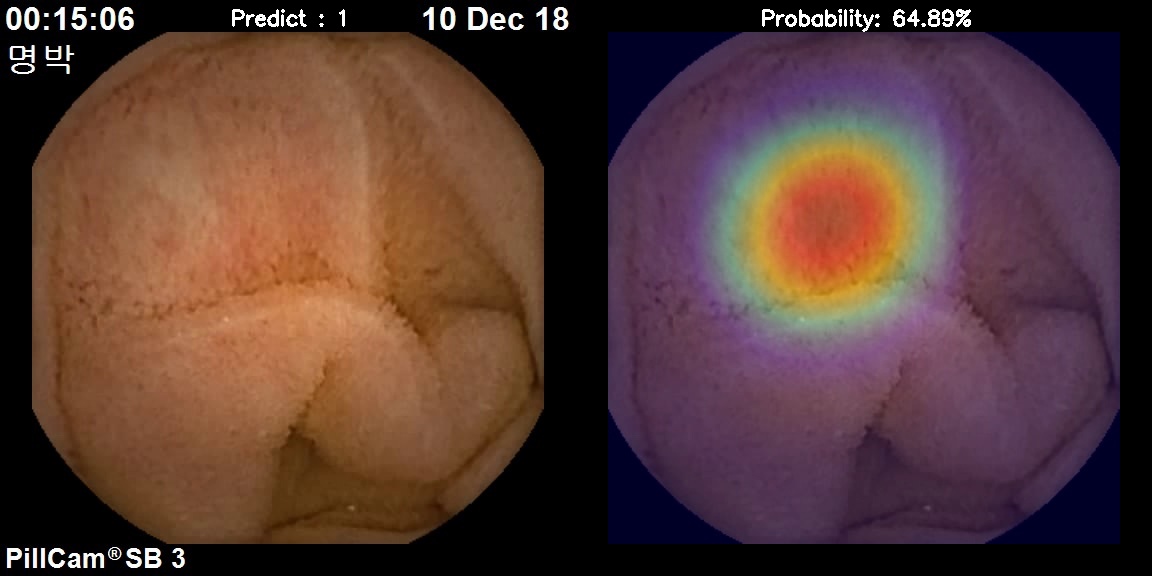 00:15:06 Predict : 1 10 Dec 18 Probability: 64.89%
명박
PillCam® SB 3